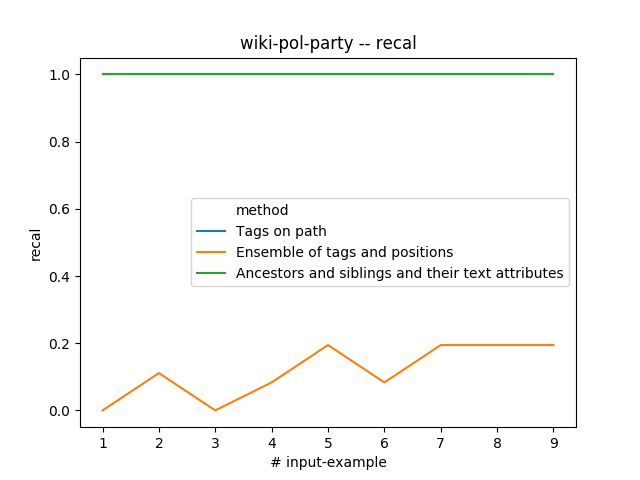 wiki-pol-party -- recal
1.0
0.8
0.6
0.4
0.2
0.0
recal
method
Tags on path
Ensemble of tags and positions
Ancestors and siblings and their text attributes
1 2 3 4 5 6 7 8 9
# input-example